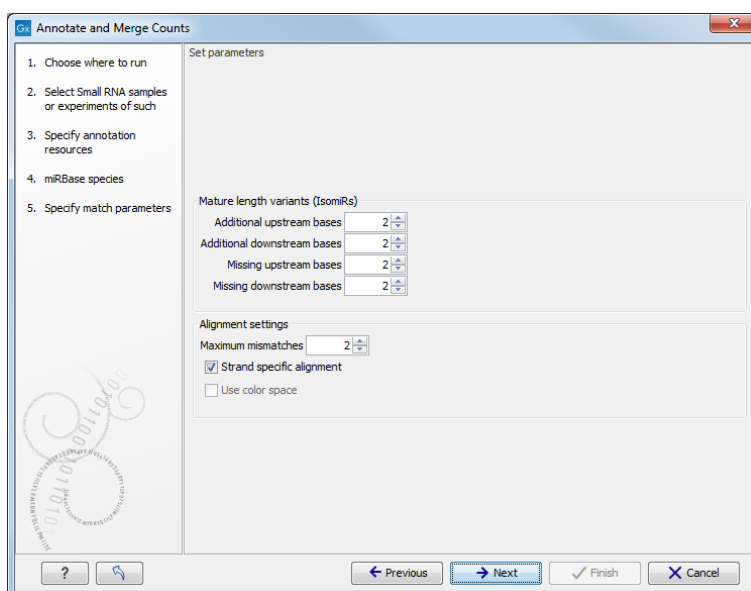 Gx Annotate and Merge Counts
X
1. Choose where to run
2. Select Small RNA samples
or experiments of such
3. Specify annotation
resources
4. miRBase species
5. Specify match parameters
Set parameters
Mature length variants (IsomiRs)
Additional upstream bases 2
Additional downstream bases 2
Missing upstream bases 2
Missing downstream bases 2
Alignment settings
Maximum mismatches 2
Strand specific alignment
Use color space
?
Previous
Next
Finish
Cancel